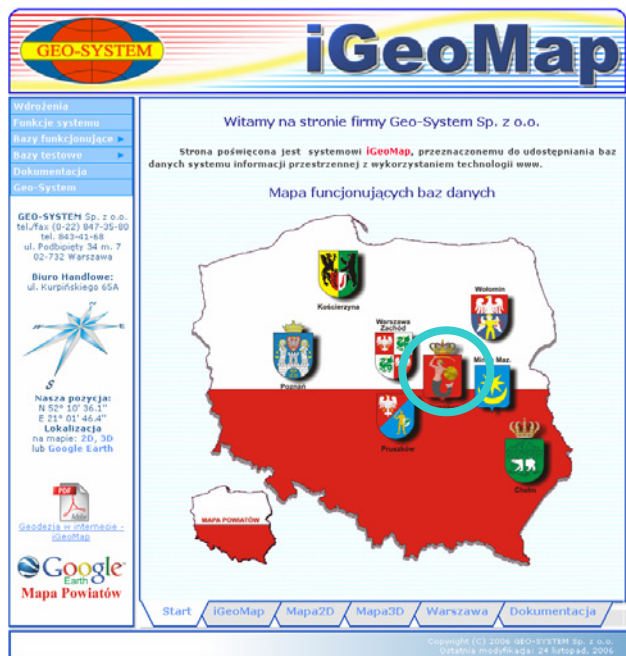 GEO-SYSTEM
iGeoMap
Wdrożenia
Funkcje systemu
Bazy funkcjonujące
Bazy testowe
Dokumentacja
Geo-System
GEO-SYSTEM Sp. z o.o.
tel./fax (0-22) 847-35-80
tel. 843-41-68
ul. Podbipięty 34 m. 7
02-732 Warszawa
Biuro Handlowe:
ul. Kurpińskiego 65A
N
S
Nasza pozycja:
N 52° 10' 36.1"
E 21° 01' 46.4"
Lokalizacja
na mapie: 2D, 3D
lub Google Earth
PDF
Adobe
Geodezja w internecie -
iGeoMap
Google
Earth
Mapa Powiatów
Witamy na stronie firmy Geo-System Sp. z o.o.
Strona poświęcona jest systemowi iGeoMap, przeznaczonemu do udostępniania baz
danych systemu informacji przestrzennej z wykorzystaniem technologii www.
Mapa funcjonujących baz danych
Kościerzyna
Wołomin
Warszawa
Zachód
Poznań
Maz.
Pruszków
Chełm
MAPA POWIATÓW
Start
iGeoMap
Mapa2D
Mapa3D
Warszawa
Dokumentacja
Copyright (C) 2006 GEO-SYSTEM Sp. z o.o.
Ostatnia modyfikacja: 24 listopad, 2006